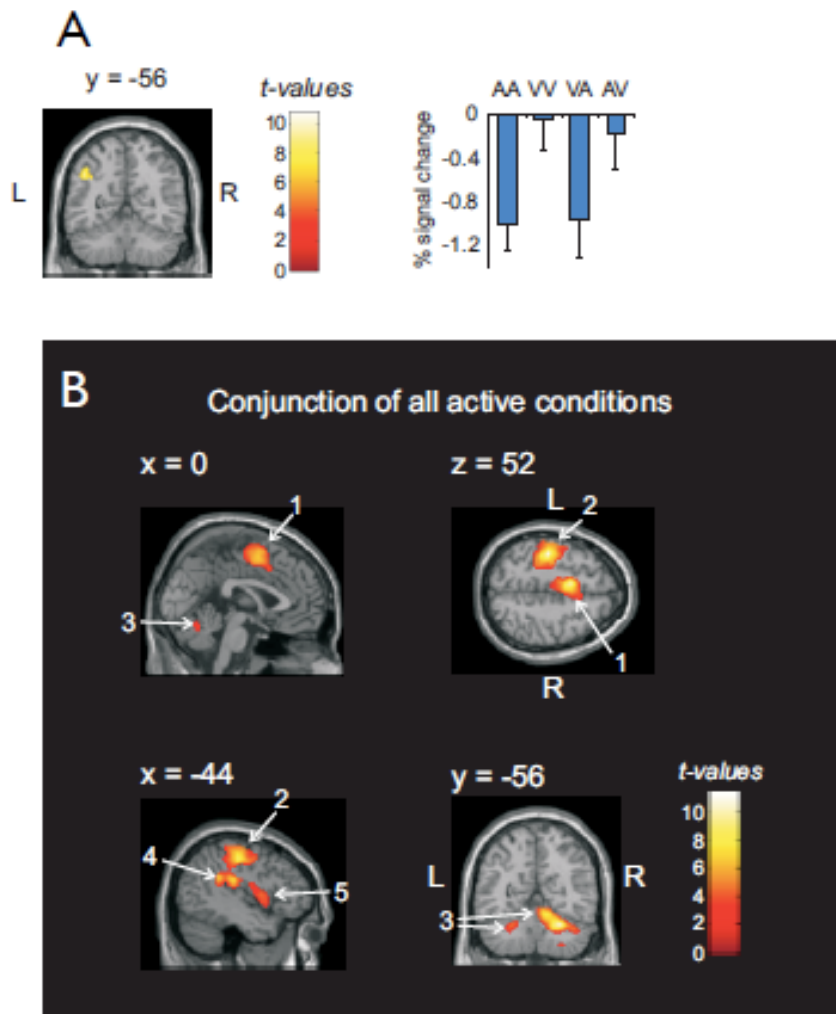 A
y = -56
t-values
10
8
6
4
2
0
L
R
AA VV VA AV
0
-0.4
-0.8
-1.2
% signal change
B
Conjunction of all active conditions
x = 0
1
3
z = 52
L
2
1
R
x = -44
2
4
5
y = -56
L
3
R
t-values
10
8
6
4
2
0